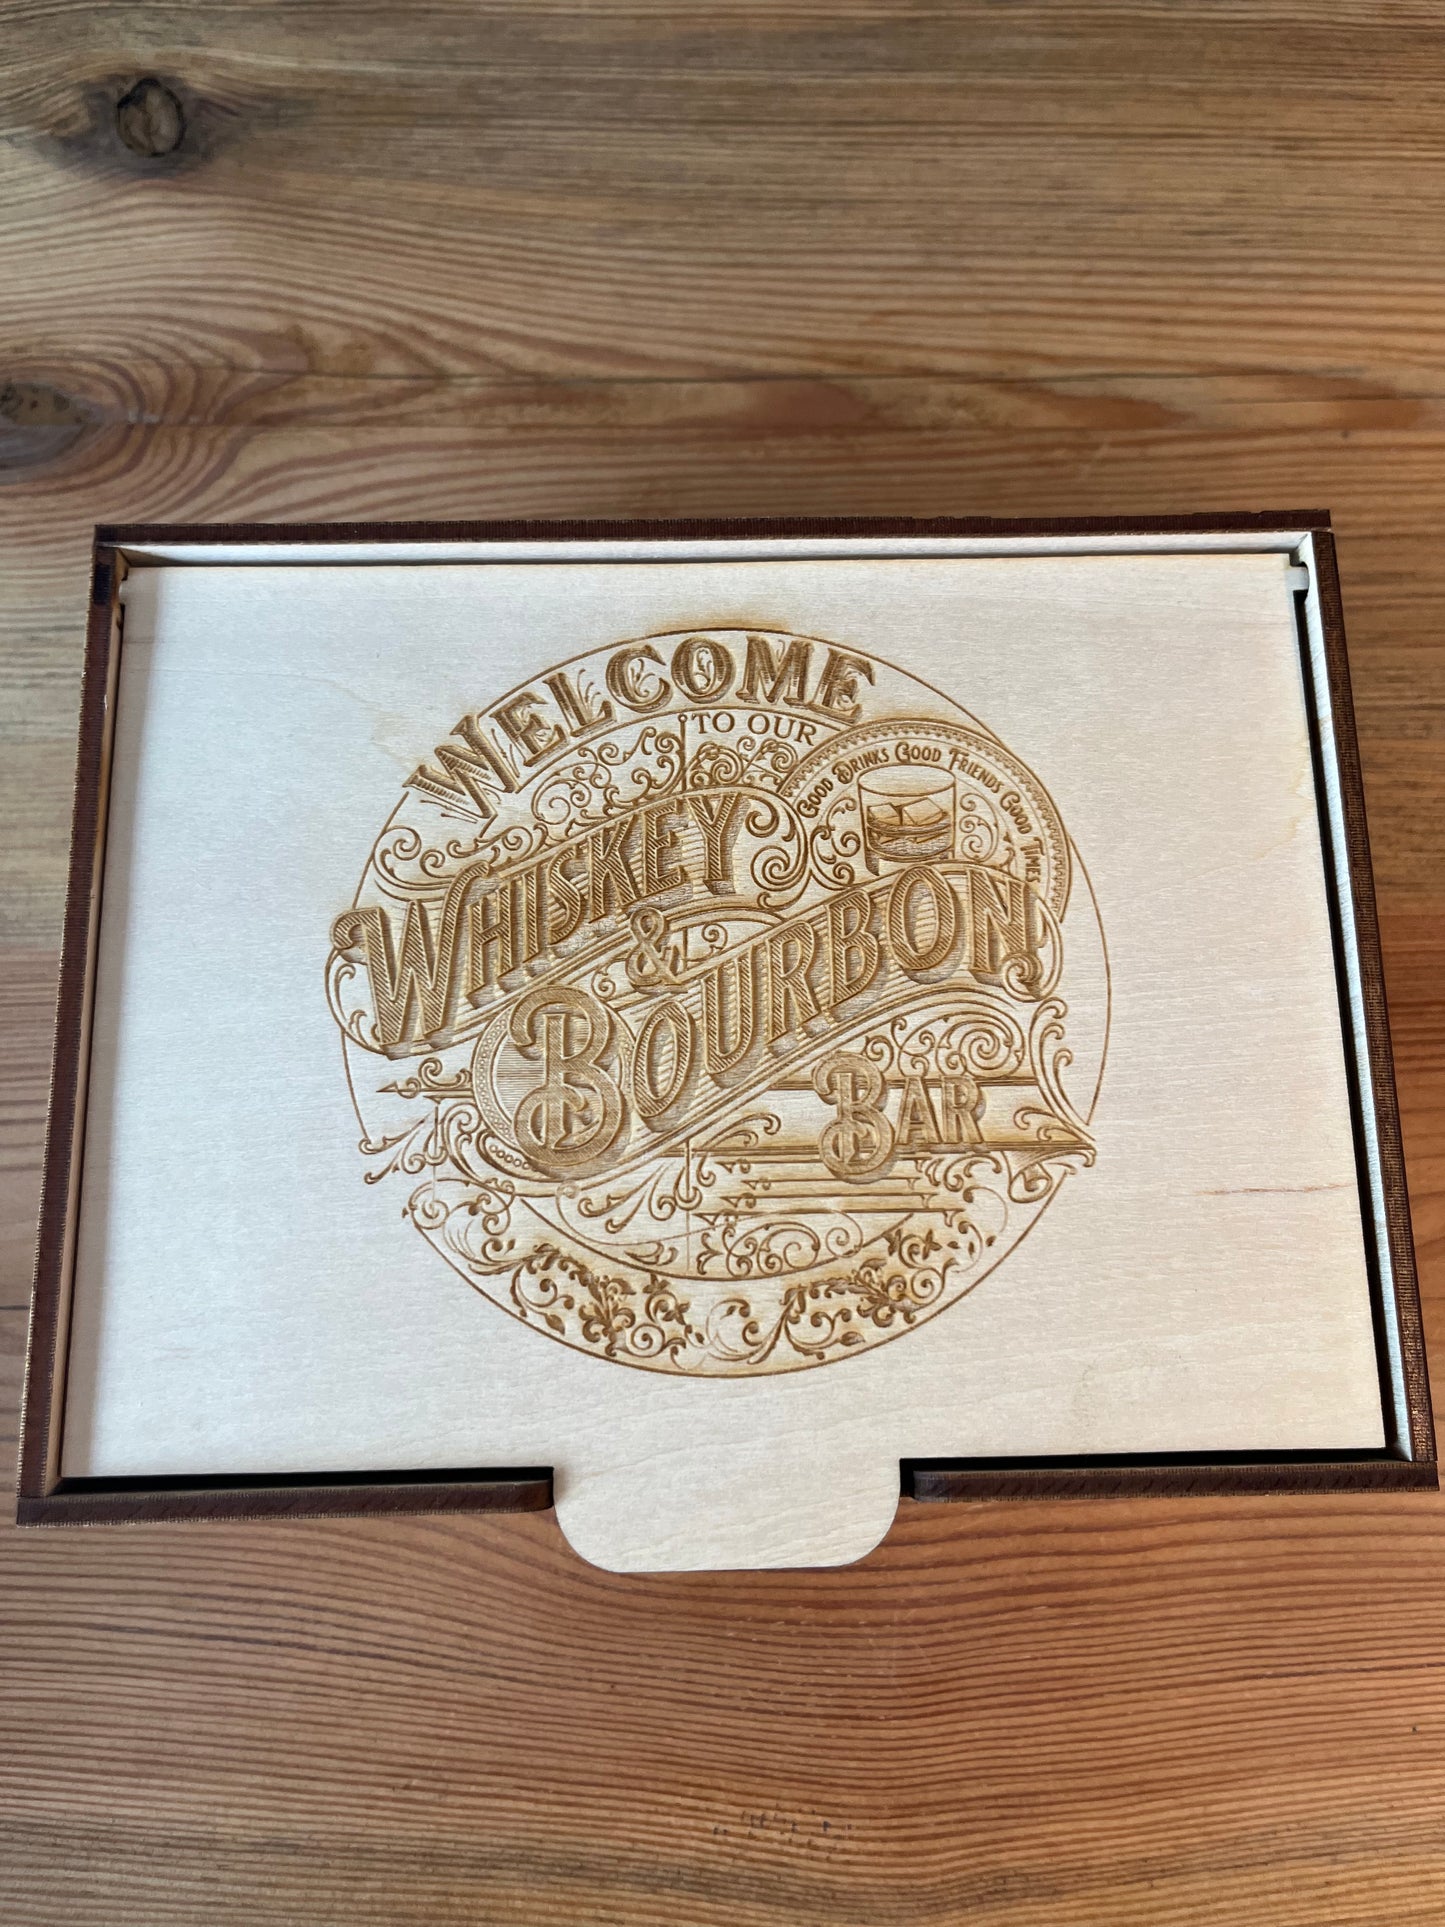 WELCOME
TO OUR
GOOD DRINKS GOOD FRIENDS GOOD TIMES
WHISKEY
&
BOURBON
BAR